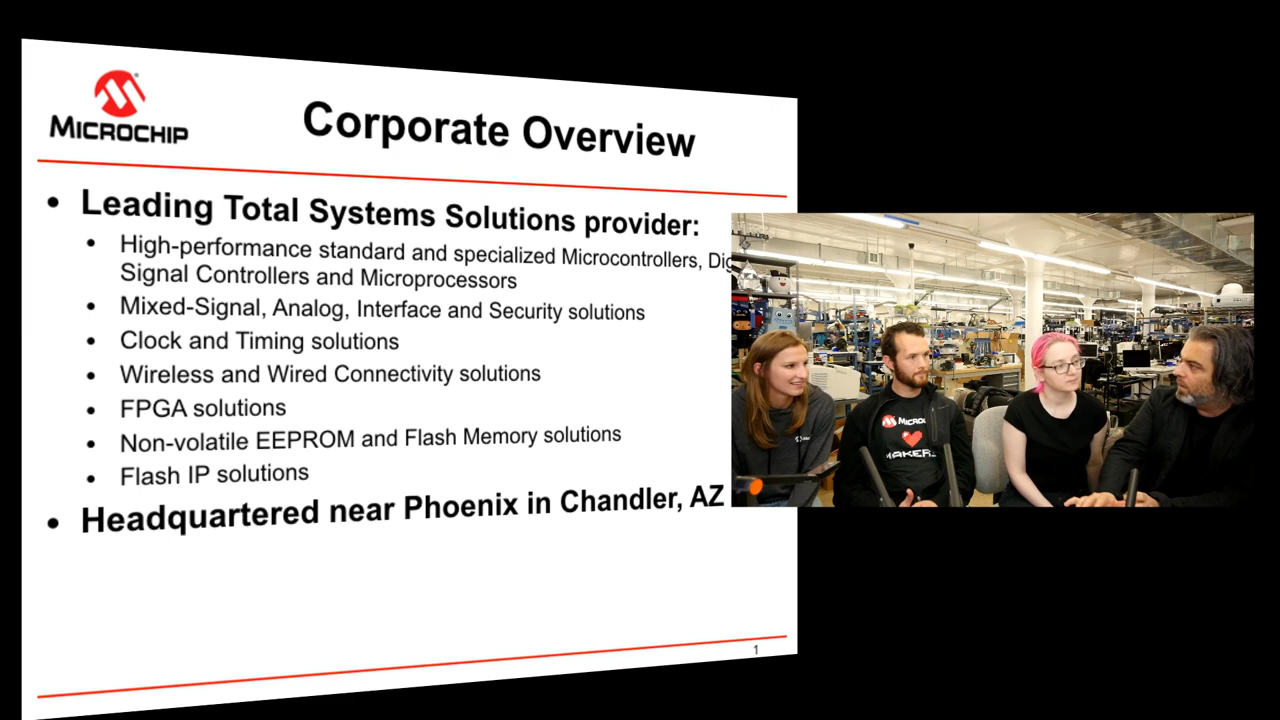 MICROCHIP
Corporate Overview
• Leading Total Systems Solutions provider:
• High-performance standard and specialized Microcontrollers,
Signal Controllers and Microprocessors
• Mixed-Signal, Analog, Interface and Security solutions
• Clock and Timing solutions
• Wireless and Wired Connectivity solutions
• FPGA solutions
• Non-volatile EEPROM and Flash Memory solutions
• Flash IP solutions
• Headquartered near Phoenix in Chandler, AZ
1